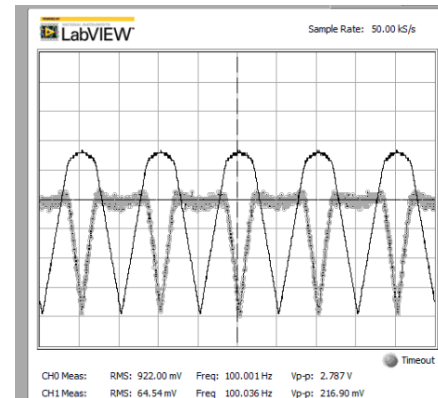 LabVIEW™
Sample Rate: 50.00 kS/s
Timeout
CH0 Meas: RMS: 922.00 mV Freq: 100.001 Hz Vp-p: 2.787 V
CH1 Meas: RMS: 64.54 mV Freq 100.036 Hz Vp-p: 216.90 mV